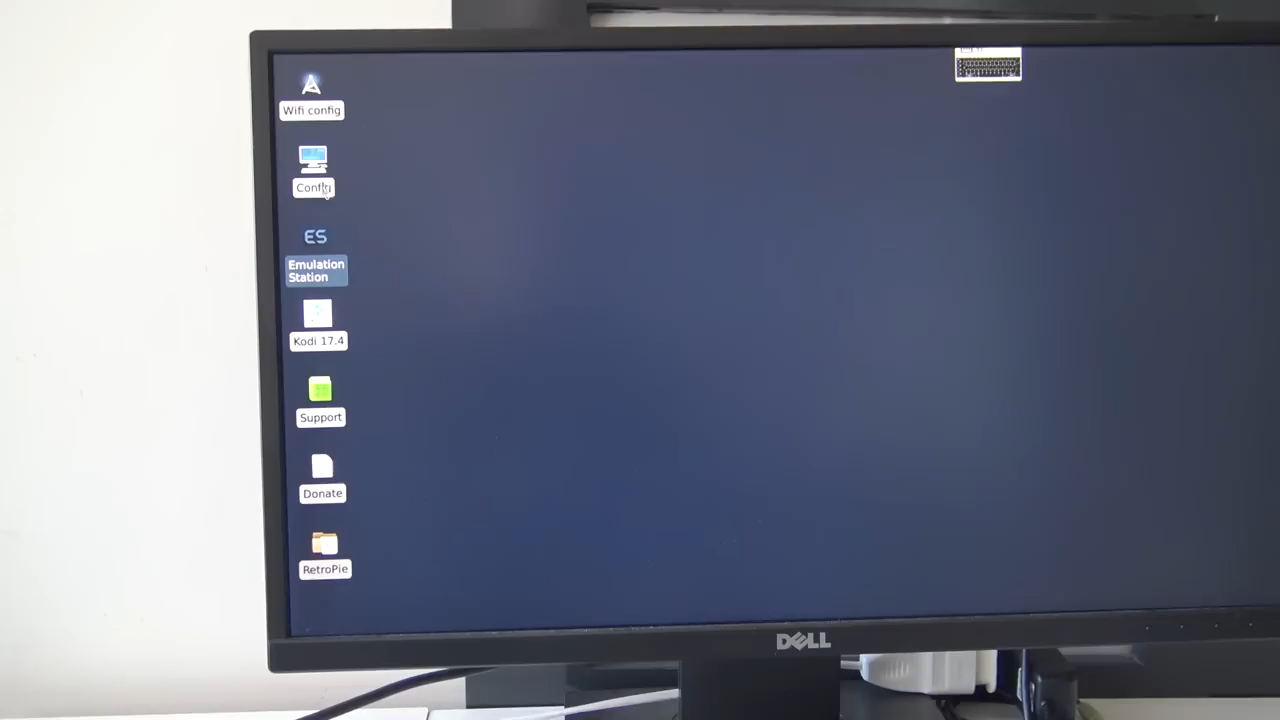 Wifi config
Config
ES
Emulation
Station
Kodi 17.4
Support
Donate
RetroPie
DELL